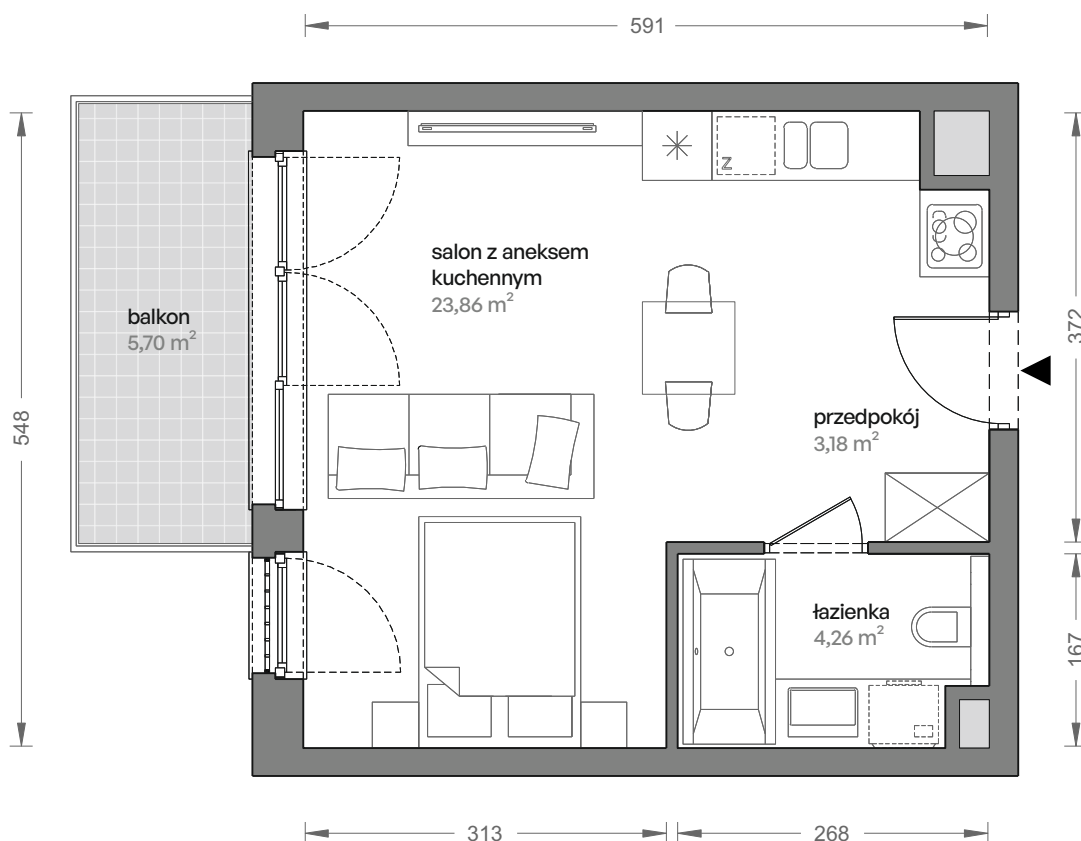 591
salon z aneksem
kuchennym
23,86 m²
balkon
5,70 m²
przedpokój
3,18 m²
łazienka
4,26 m²
548
372
167
313
268
Z